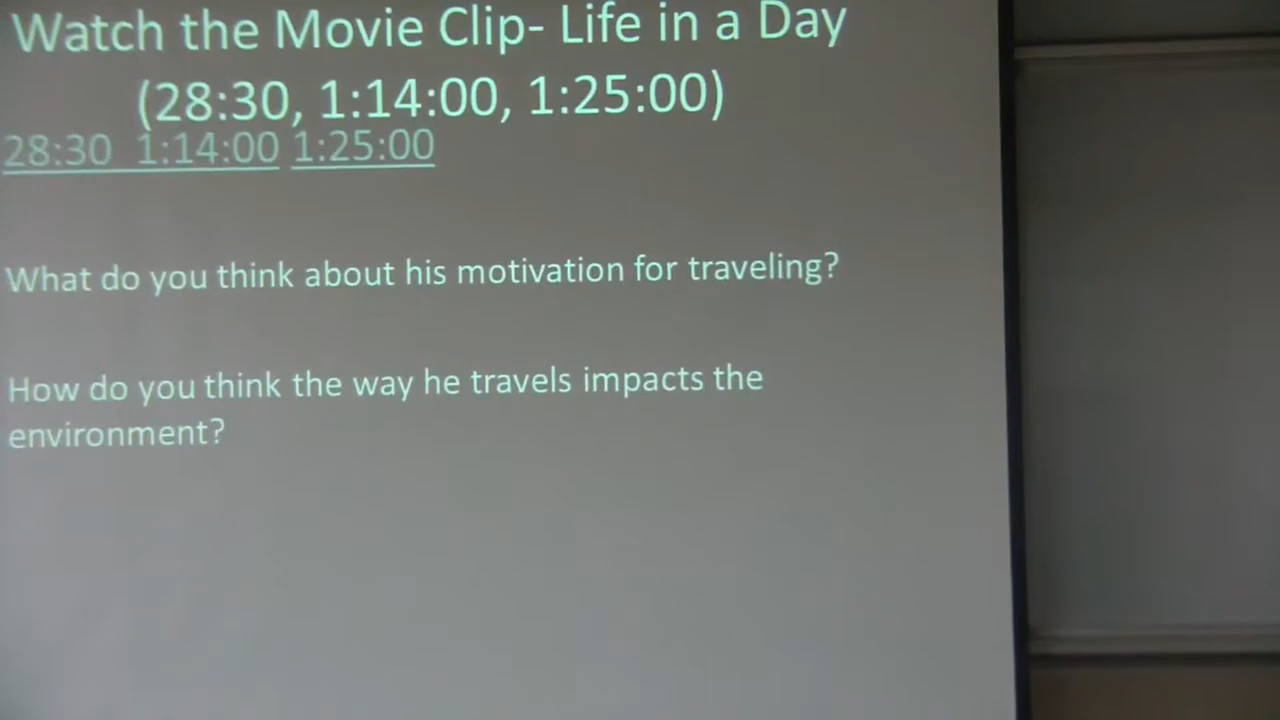 Watch the Movie Clip- Life in a Day
(28:30, 1:14:00, 1:25:00)
28:30 1:14:00 1:25:00
What do you think about his motivation for traveling?
How do you think the way he travels impacts the
environment?